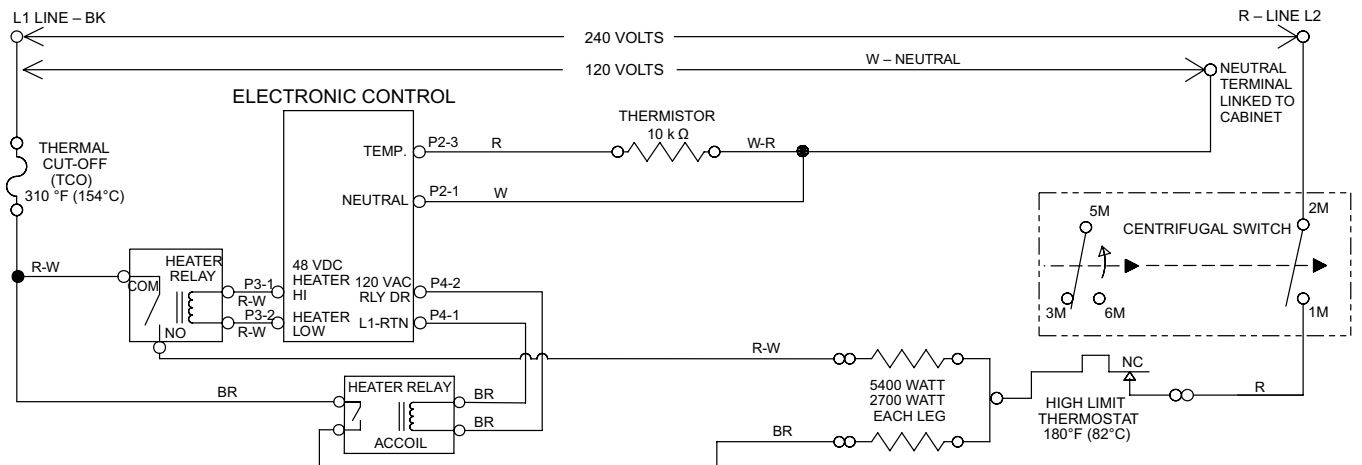 L1 LINE – BK
R – LINE L2
240 VOLTS
120 VOLTS
W – NEUTRAL
NEUTRAL
TERMINAL
LINKED TO
CABINET
ELECTRONIC CONTROL
THERMISTOR
10 k Ω
TEMP.
P2-3
R
W-R
THERMAL
CUT-OFF
(TCO)
310 °F (154°C)
NEUTRAL
P2-1
W
5M
2M
CENTRIFUGAL SWITCH
3M
6M
1M
R-W
HEATER
RELAY
COM
NO
P3-1
R-W
P3-2
R-W
48 VDC
HEATER
HI
HEATER
LOW
120 VAC
RLY DR
P4-2
L1-RTN
P4-1
R-W
5400 WATT
2700 WATT
EACH LEG
NC
HIGH LIMIT
THERMOSTAT
180°F (82°C)
R
BR
HEATER RELAY
ACCOIL
BR
BR
BR